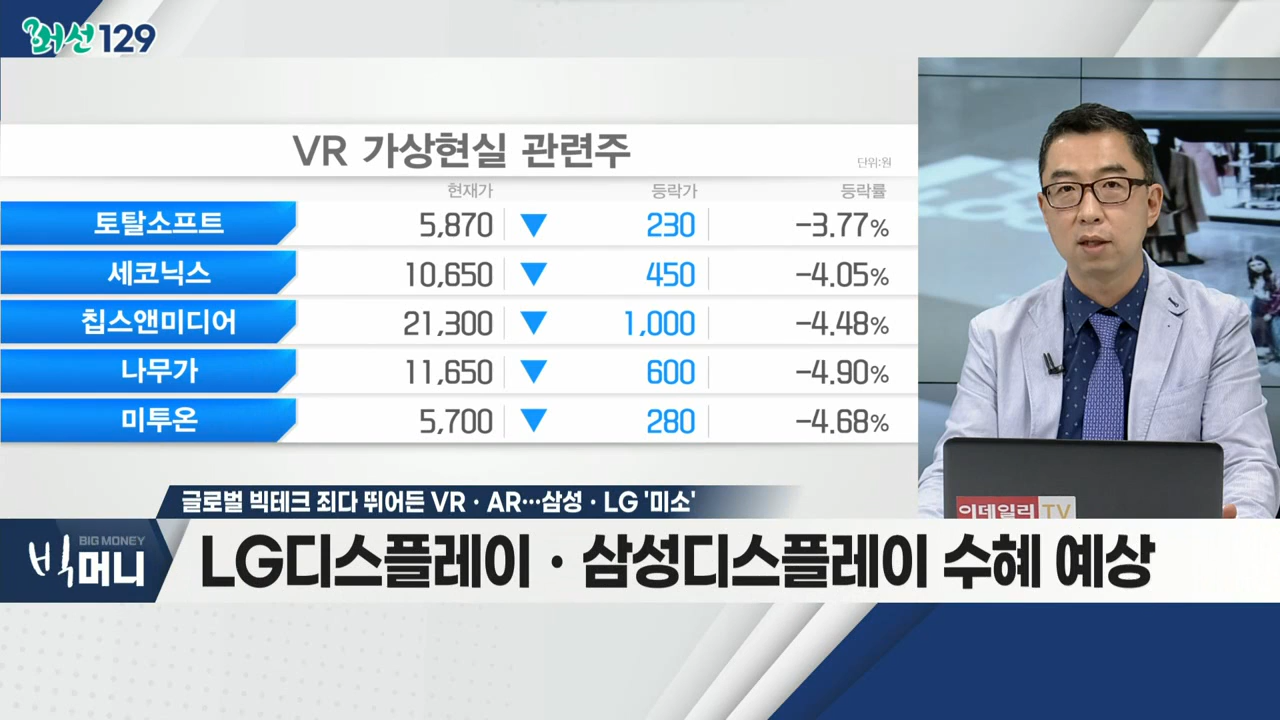 머선129
VR 가상현실 관련주
단위:원
현재가 등락가 등락률
토탈소프트 5,870 ▼ 230 -3.77%
세코닉스 10,650 ▼ 450 -4.05%
칩스앤미디어 21,300 ▼ 1,000 -4.48%
나무가 11,650 ▼ 600 -4.90%
미투온 5,700 ▼ 280 -4.68%
이데일리TV
글로벌 빅테크 죄다 뛰어든 VR·AR…삼성·LG '미소'
BIG MONEY
빅머니
LG디스플레이·삼성디스플레이 수혜 예상